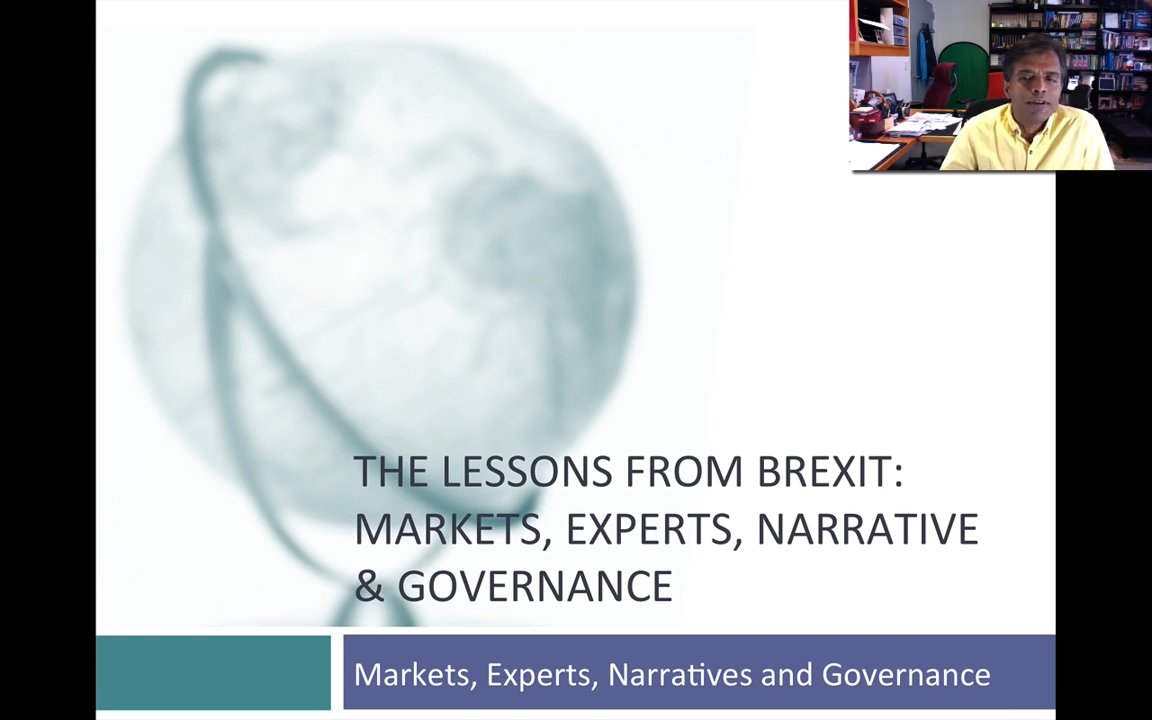 THE LESSONS FROM BREXIT:
MARKETS, EXPERTS, NARRATIVE
& GOVERNANCE
Markets, Experts, Narratives and Governance